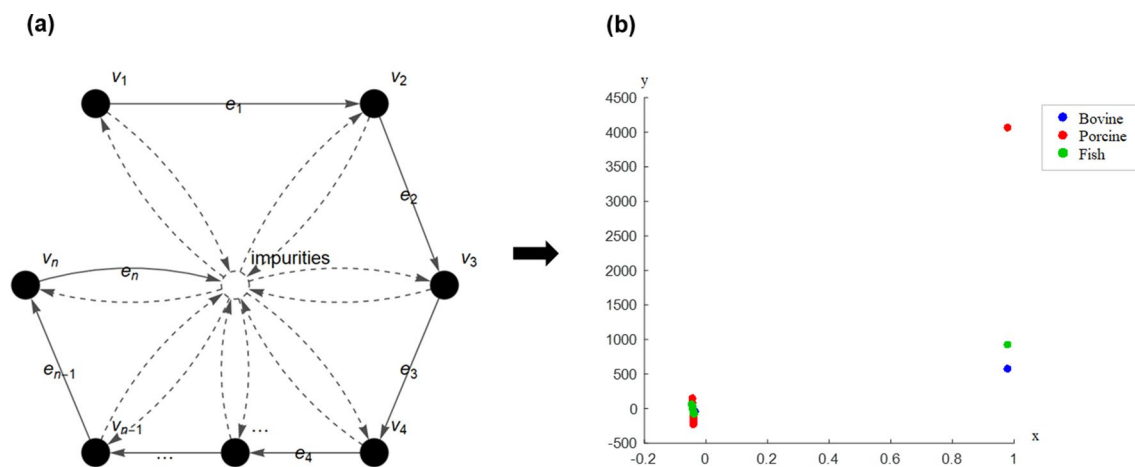 (a)
v1
v2
e1
e2
impurities
vn
en
v3
en−1
e3
vn−1
...
v4
...
e4
(b)
y
4500
4000
3500
3000
2500
2000
1500
1000
500
0
-500
-0.2
0
0.2
0.4
0.6
0.8
1
x
Bovine
Porcine
Fish